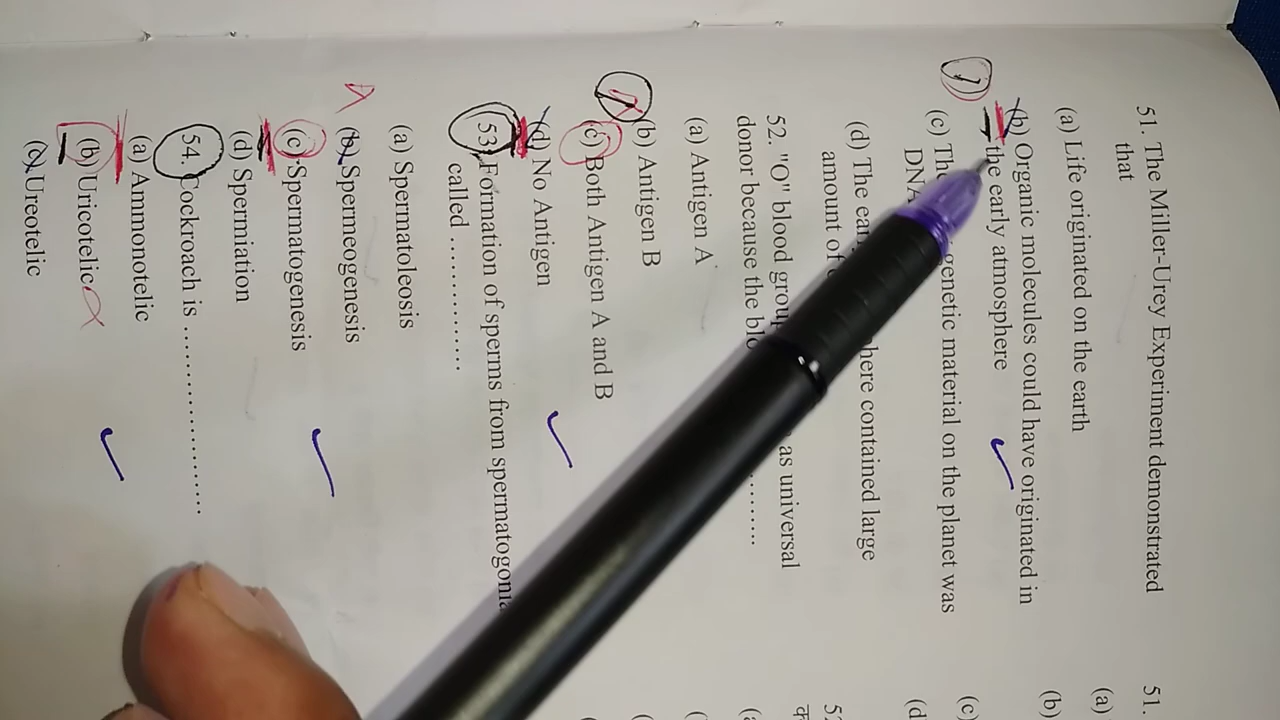 51. The Miller-Urey Experiment demonstrated
that
(a) Life originated on the earth
(b) Organic molecules could have originated in
the early atmosphere
(c) The genetic material on the planet was
DNA
(d) The here contained large
amount of
52. "O" blood group as universal
donor because the ..........
(a) Antigen A
(b) Antigen B
(c) Both Antigen A and B
(d) No Antigen
53. Formation of sperms from spermatogonia
called ...............
(a) Spermatoleosis
(b) Spermeogenesis
(c) Spermatogenesis
(d) Spermiation
54. Cockroach is ........................
(a) Ammonotelic
(b) Uricotelic
(c) Ureotelic
51.
(a)
(b)
(c)
(d